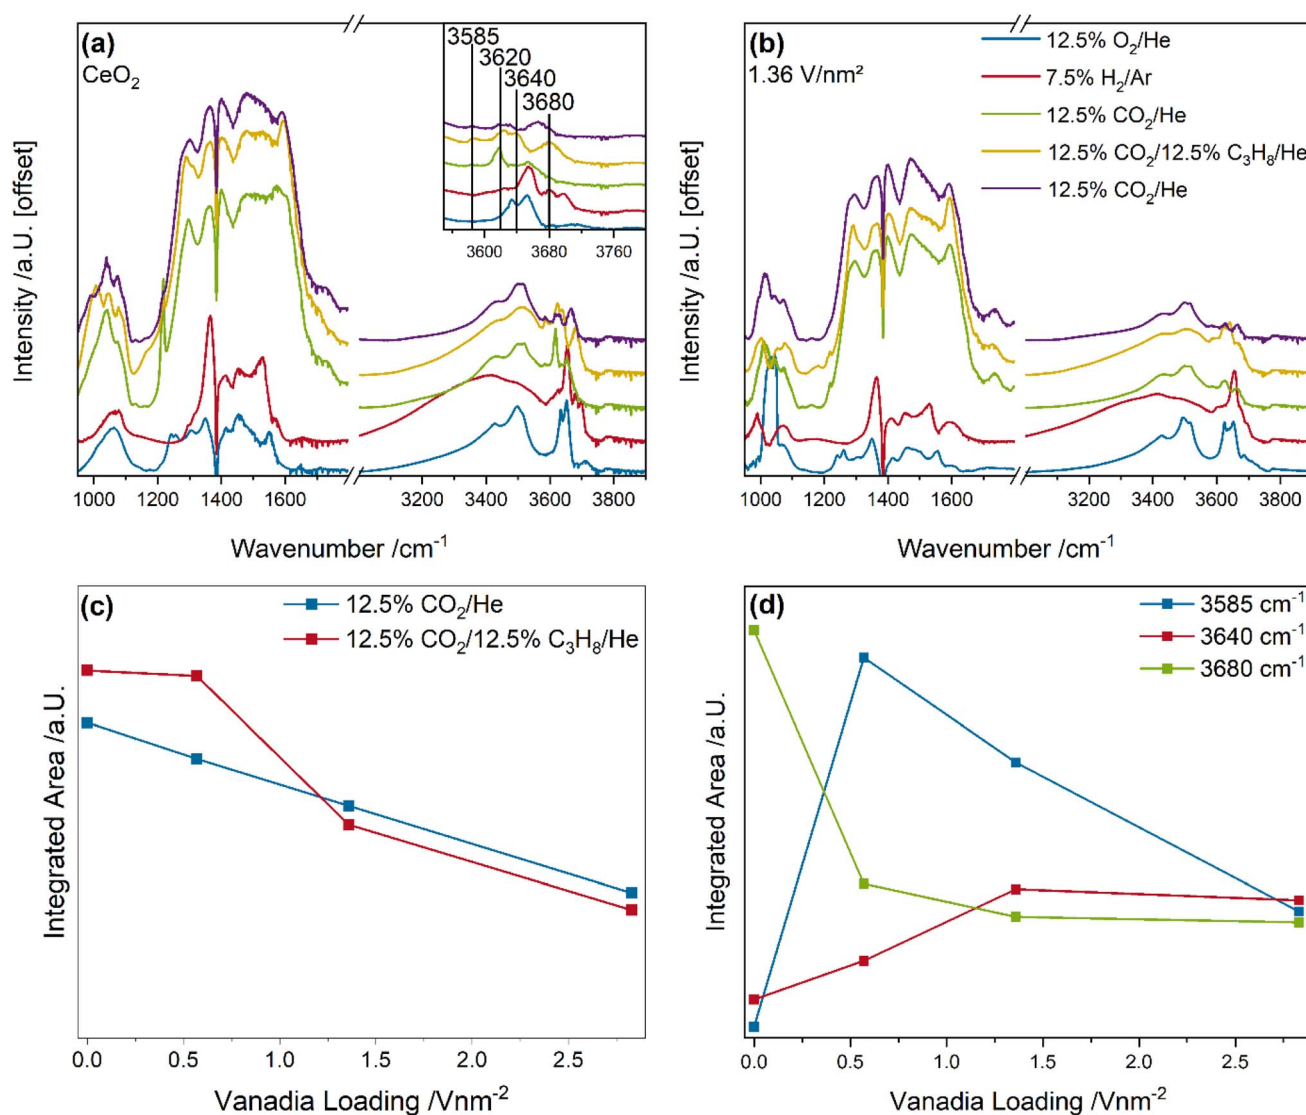 (a)
CeO₂
3585
3620
3640
3680
3600 3680 3760
Intensity /a.U. [offset]
1000 1200 1400 1600 3200 3400 3600 3800
Wavenumber /cm⁻¹
(b)
1.36 V/nm²
12.5% O₂/He
7.5% H₂/Ar
12.5% CO₂/He
12.5% CO₂/12.5% C₃H₈/He
12.5% CO₂/He
Intensity /a.U. [offset]
1000 1200 1400 1600 3200 3400 3600 3800
Wavenumber /cm⁻¹
(c)
12.5% CO₂/He
12.5% CO₂/12.5% C₃H₈/He
Integrated Area /a.U.
0.0 0.5 1.0 1.5 2.0 2.5
Vanadia Loading /Vnm⁻²
(d)
3585 cm⁻¹
3640 cm⁻¹
3680 cm⁻¹
Integrated Area /a.U.
0.0 0.5 1.0 1.5 2.0 2.5
Vanadia Loading /Vnm⁻²